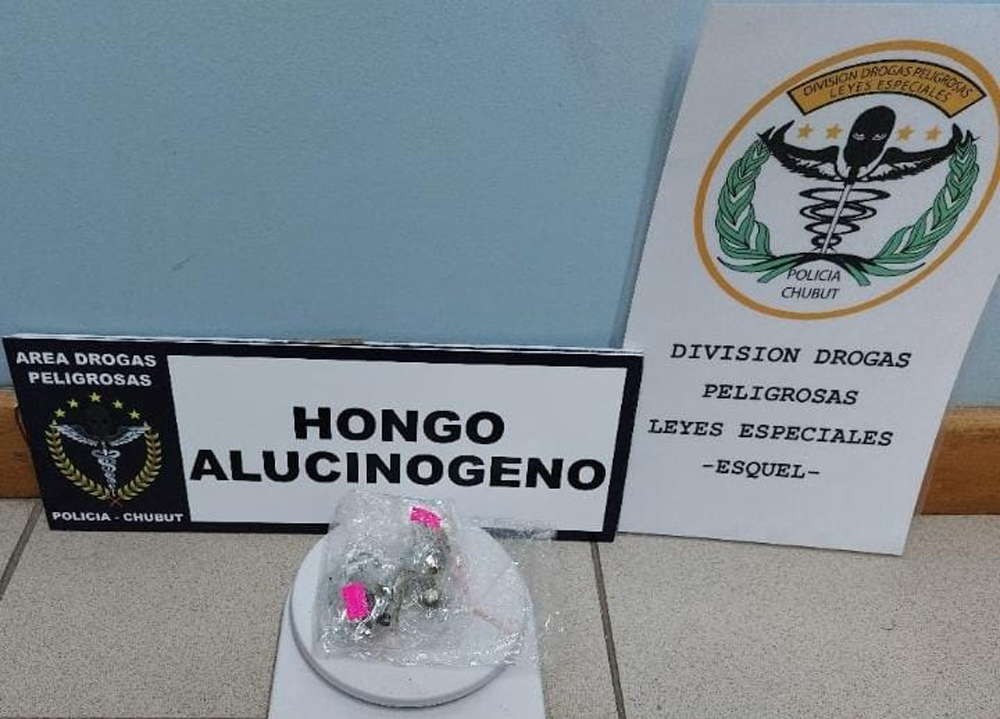 AREA DROGAS
PELIGROSAS
POLICIA - CHUBUT
HONGO
ALUCINOGENO
DIVISION DROGAS PELIGROSAS
LEYES ESPECIALES
POLICIA
CHUBUT
DIVISION DROGAS
PELIGROSAS
LEYES ESPECIALES
-ESQUEL-